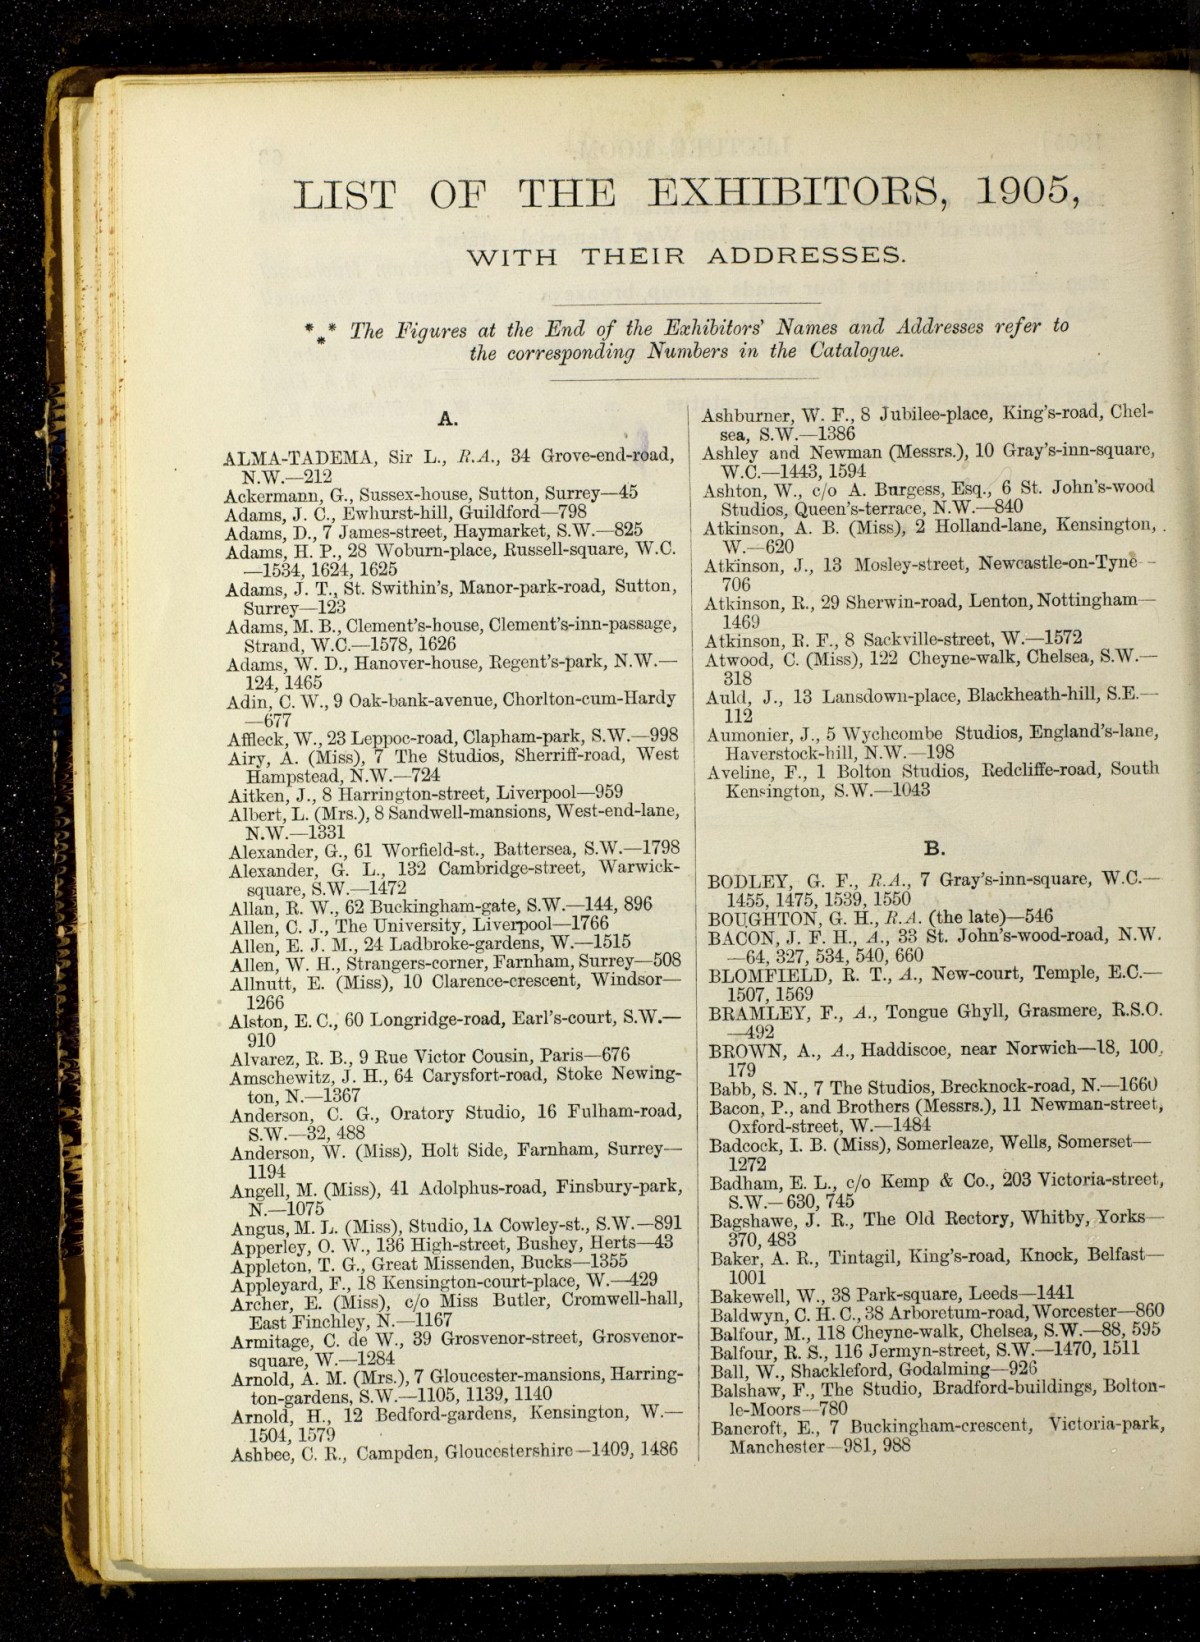 LIST OF THE EXHIBITORS, 1905,
WITH THEIR ADDRESSES.
*** The Figures at the End of the Exhibitors' Names and Addresses refer to
the corresponding Numbers in the Catalogue.
A.
ALMA-TADEMA, Sir L., R.A., 34 Grove-end-road,
N.W.—212
Ackermann, G., Sussex-house, Sutton, Surrey—45
Adams, J. C., Ewhurst-hill, Guildford—798
Adams, D., 7 James-street, Haymarket, S.W.—825
Adams, H. P., 28 Woburn-place, Russell-square, W.C.
—1534, 1624, 1625
Adams, J. T., St. Swithin's, Manor-park-road, Sutton,
Surrey—123
Adams, M. B., Clement's-house, Clement's-inn-passage,
Strand, W.C.—1578, 1626
Adams, W. D., Hanover-house, Regent's-park, N.W.—
124, 1465
Adin, C. W., 9 Oak-bank-avenue, Chorlton-cum-Hardy
—677
Affleck, W., 23 Leppoc-road, Clapham-park, S.W.—998
Airy, A. (Miss), 7 The Studios, Sherriff-road, West
Hampstead, N.W.—724
Aitken, J., 8 Harrington-street, Liverpool—959
Albert, L. (Mrs.), 8 Sandwell-mansions, West-end-lane,
N.W.—1331
Alexander, G., 61 Worfield-st., Battersea, S.W.—1798
Alexander, G. L., 132 Cambridge-street, Warwick-
square, S.W.—1472
Allan, R. W., 62 Buckingham-gate, S.W.—144, 896
Allen, C. J., The University, Liverpool—1766
Allen, E. J. M., 24 Ladbroke-gardens, W.—1515
Allen, W. H., Strangers-corner, Farnham, Surrey—508
Allnutt, E. (Miss), 10 Clarence-crescent, Windsor—
1266
Alston, E. C., 60 Longridge-road, Earl's-court, S.W.—
910
Alvarez, R. B., 9 Rue Victor Cousin, Paris—676
Amschewitz, J. H., 64 Carysfort-road, Stoke Newing-
ton, N.—1367
Anderson, C. G., Oratory Studio, 16 Fulham-road,
S.W.—32, 488
Anderson, W. (Miss), Holt Side, Farnham, Surrey—
1194
Angell, M. (Miss), 41 Adolphus-road, Finsbury-park,
N.—1075
Angus, M. L. (Miss), Studio, 1A Cowley-st., S.W.—891
Apperley, O. W., 136 High-street, Bushey, Herts—43
Appleton, T. G., Great Missenden, Bucks—1355
Appleyard, F., 18 Kensington-court-place, W.—429
Archer, E. (Miss), c/o Miss Butler, Cromwell-hall,
East Finchley, N.—1167
Armitage, C. de W., 39 Grosvenor-street, Grosvenor-
square, W.—1284
Arnold, A. M. (Mrs.), 7 Gloucester-mansions, Harring-
ton-gardens, S.W.—1105, 1139, 1140
Arnold, H., 12 Bedford-gardens, Kensington, W.—
1504, 1579
Ashbee, C. R., Campden, Gloucestershire—1409, 1486
Ashburner, W. F., 8 Jubilee-place, King's-road, Chel-
sea, S.W.—1386
Ashley and Newman (Messrs.), 10 Gray's-inn-square,
W.C.—1443, 1594
Ashton, W., c/o A. Burgess, Esq., 6 St. John's-wood
Studios, Queen's-terrace, N.W.—840
Atkinson, A. B. (Miss), 2 Holland-lane, Kensington,
W.—620
Atkinson, J., 13 Mosley-street, Newcastle-on-Tyne—
706
Atkinson, R., 29 Sherwin-road, Lenton, Nottingham—
1469
Atkinson, R. F., 8 Sackville-street, W.—1572
Atwood, C. (Miss), 122 Cheyne-walk, Chelsea, S.W.—
318
Auld, J., 13 Lansdown-place, Blackheath-hill, S.E.—
112
Aumonier, J., 5 Wychcombe Studios, England's-lane,
Haverstock-hill, N.W.—198
Aveline, F., 1 Bolton Studios, Redcliffe-road, South
Kensington, S.W.—1043
B.
BODLEY, G. F., R.A., 7 Gray's-inn-square, W.C.—
1455, 1475, 1539, 1550
BOUGHTON, G. H., R.A. (the late)—546
BACON, J. F. H., A., 33 St. John's-wood-road, N.W.
—64, 327, 534, 540, 660
BLOMFIELD, R. T., A., New-court, Temple, E.C.—
1507, 1569
BRAMLEY, F., A., Tongue Ghyll, Grasmere, R.S.O.
—492
BROWN, A., A., Haddiscoe, near Norwich—18, 100,
179
Babb, S. N., 7 The Studios, Brecknock-road, N.—1660
Bacon, P., and Brothers (Messrs.), 11 Newman-street,
Oxford-street, W.—1484
Badcock, I. B. (Miss), Somerleaze, Wells, Somerset—
1272
Badham, E. L., c/o Kemp & Co., 203 Victoria-street,
S.W.—630, 745
Bagshawe, J. R., The Old Rectory, Whitby, Yorks—
370, 483
Baker, A. R., Tintagil, King's-road, Knock, Belfast—
1001
Bakewell, W., 38 Park-square, Leeds—1441
Baldwyn, C. H. C., 38 Arboretum-road, Worcester—860
Balfour, M., 118 Cheyne-walk, Chelsea, S.W.—88, 595
Balfour, R. S., 116 Jermyn-street, S.W.—1470, 1511
Ball, W., Shackleford, Godalming—926
Balshaw, F., The Studio, Bradford-buildings, Bolton-
le-Moors—780
Bancroft, E., 7 Buckingham-crescent, Victoria-park,
Manchester—981, 988